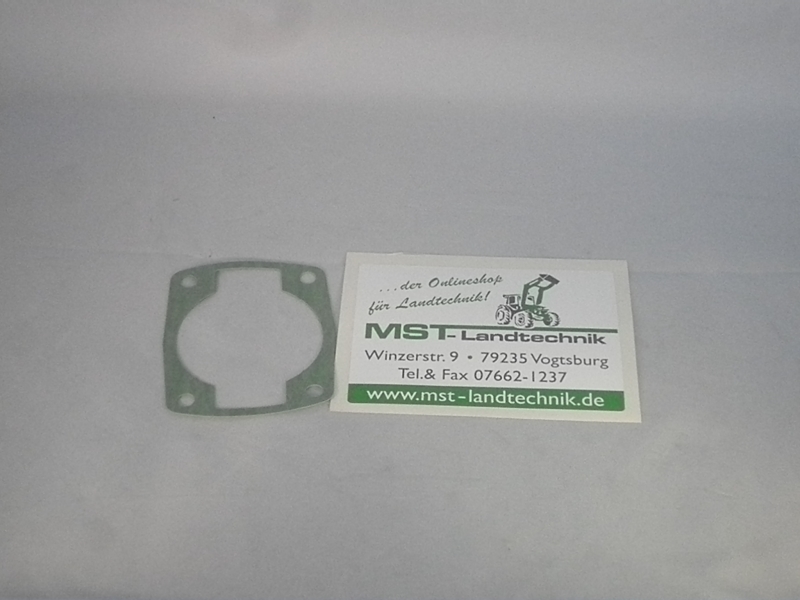 ...der Onlineshop
für Landtechnik!
MST-Landtechnik
Winzerstr. 9 • 79235 Vogtsburg
Tel.& Fax 07662-1237
www.mst-landtechnik.de